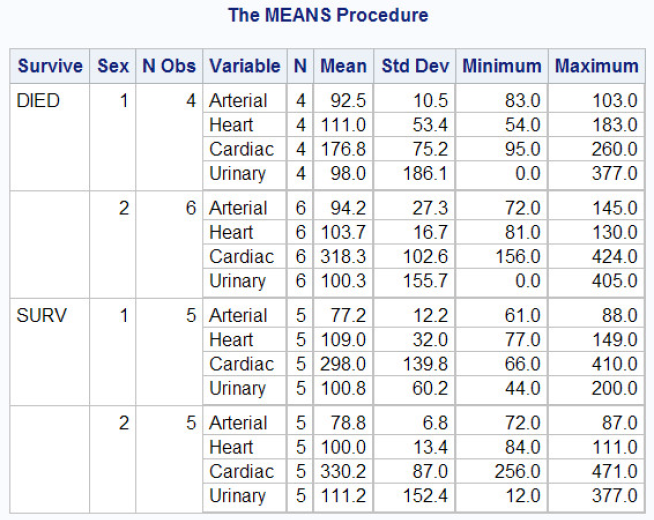 The MEANS Procedure
Survive Sex N Obs Variable N Mean Std Dev Minimum Maximum
DIED 1 4 Arterial 4 92.5 10.5 83.0 103.0
Heart 4 111.0 53.4 54.0 183.0
Cardiac 4 176.8 75.2 95.0 260.0
Urinary 4 98.0 186.1 0.0 377.0
2 6 Arterial 6 94.2 27.3 72.0 145.0
Heart 6 103.7 16.7 81.0 130.0
Cardiac 6 318.3 102.6 156.0 424.0
Urinary 6 100.3 155.7 0.0 405.0
SURV 1 5 Arterial 5 77.2 12.2 61.0 88.0
Heart 5 109.0 32.0 77.0 149.0
Cardiac 5 298.0 139.8 66.0 410.0
Urinary 5 100.8 60.2 44.0 200.0
2 5 Arterial 5 78.8 6.8 72.0 87.0
Heart 5 100.0 13.4 84.0 111.0
Cardiac 5 330.2 87.0 256.0 471.0
Urinary 5 111.2 152.4 12.0 377.0